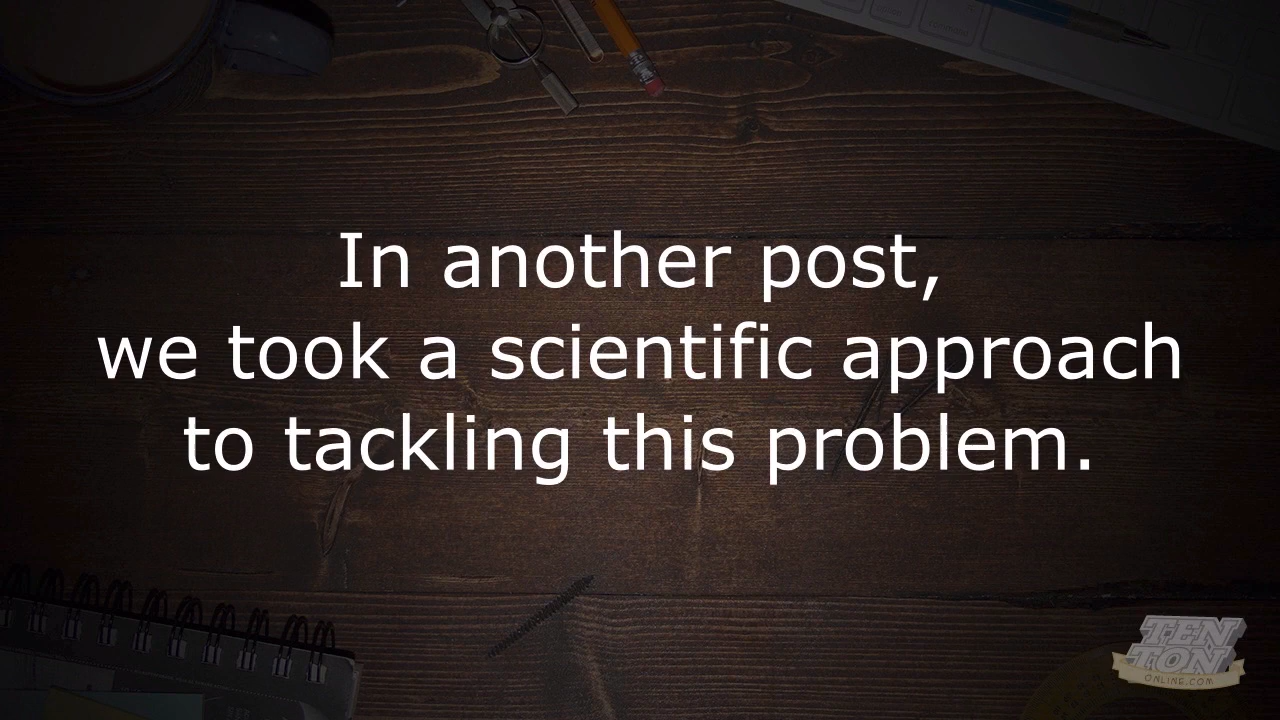 In another post,
we took a scientific approach
to tackling this problem.
TEN
TON
ONLINE.COM